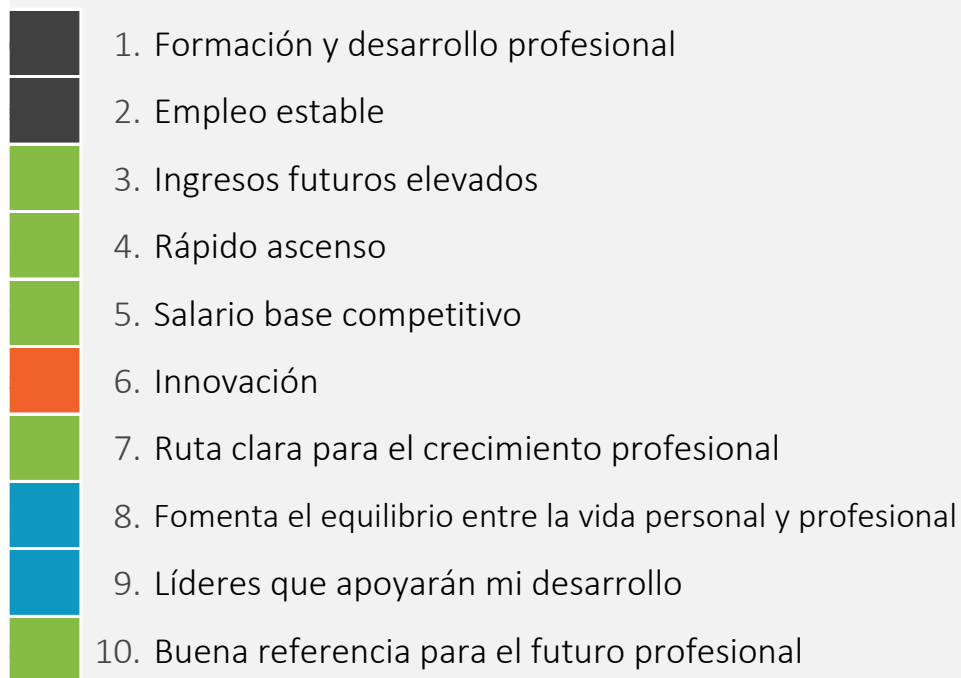 1. Formación y desarrollo profesional
2. Empleo estable
3. Ingresos futuros elevados
4. Rápido ascenso
5. Salario base competitivo
6. Innovación
7. Ruta clara para el crecimiento profesional
8. Fomenta el equilibrio entre la vida personal y profesional
9. Líderes que apoyarán mi desarrollo
10. Buena referencia para el futuro profesional